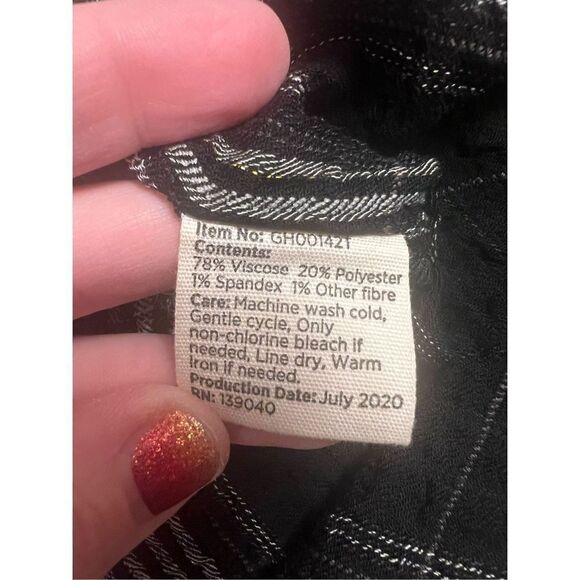 Item No: GH001421
Contents:
78% Viscose 20% Polyester
1% Spandex 1% Other fibre
Care: Machine wash cold,
Gentle cycle, Only
non-chlorine bleach if
needed, Line dry, Warm
Iron if needed.
Production Date: July 2020
RN: 139040